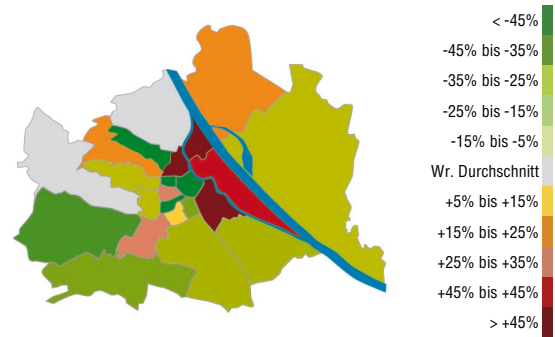 < -45%
-45% bis -35%
-35% bis -25%
-25% bis -15%
-15% bis -5%
Wr. Durchschnitt
+5% bis +15%
+15% bis +25%
+25% bis +35%
+45% bis +45%
> +45%